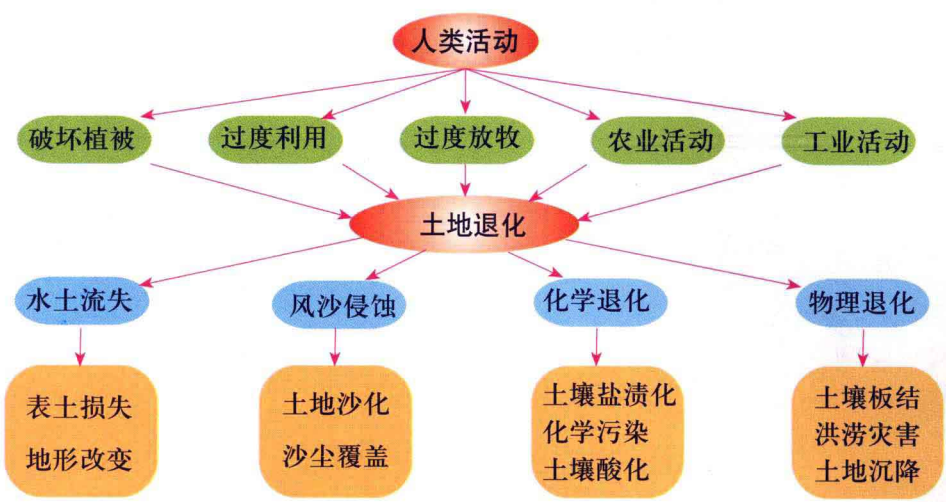 人类活动
破坏植被
过度利用
过度放牧
农业活动
工业活动
土地退化
水土流失
风沙侵蚀
化学退化
物理退化
表土损失
地形改变
土地沙化
沙尘覆盖
土壤盐渍化
化学污染
土壤酸化
土壤板结
洪涝灾害
土地沉降